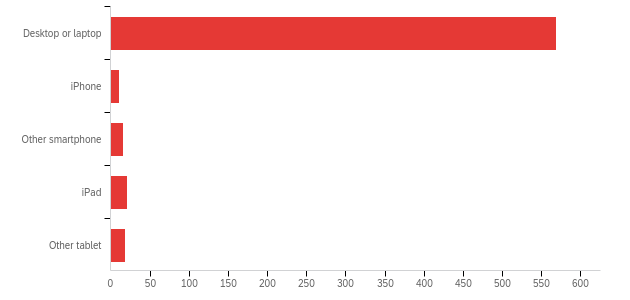 Desktop or laptop
iPhone
Other smartphone
iPad
Other tablet
0 50 100 150 200 250 300 350 400 450 500 550 600